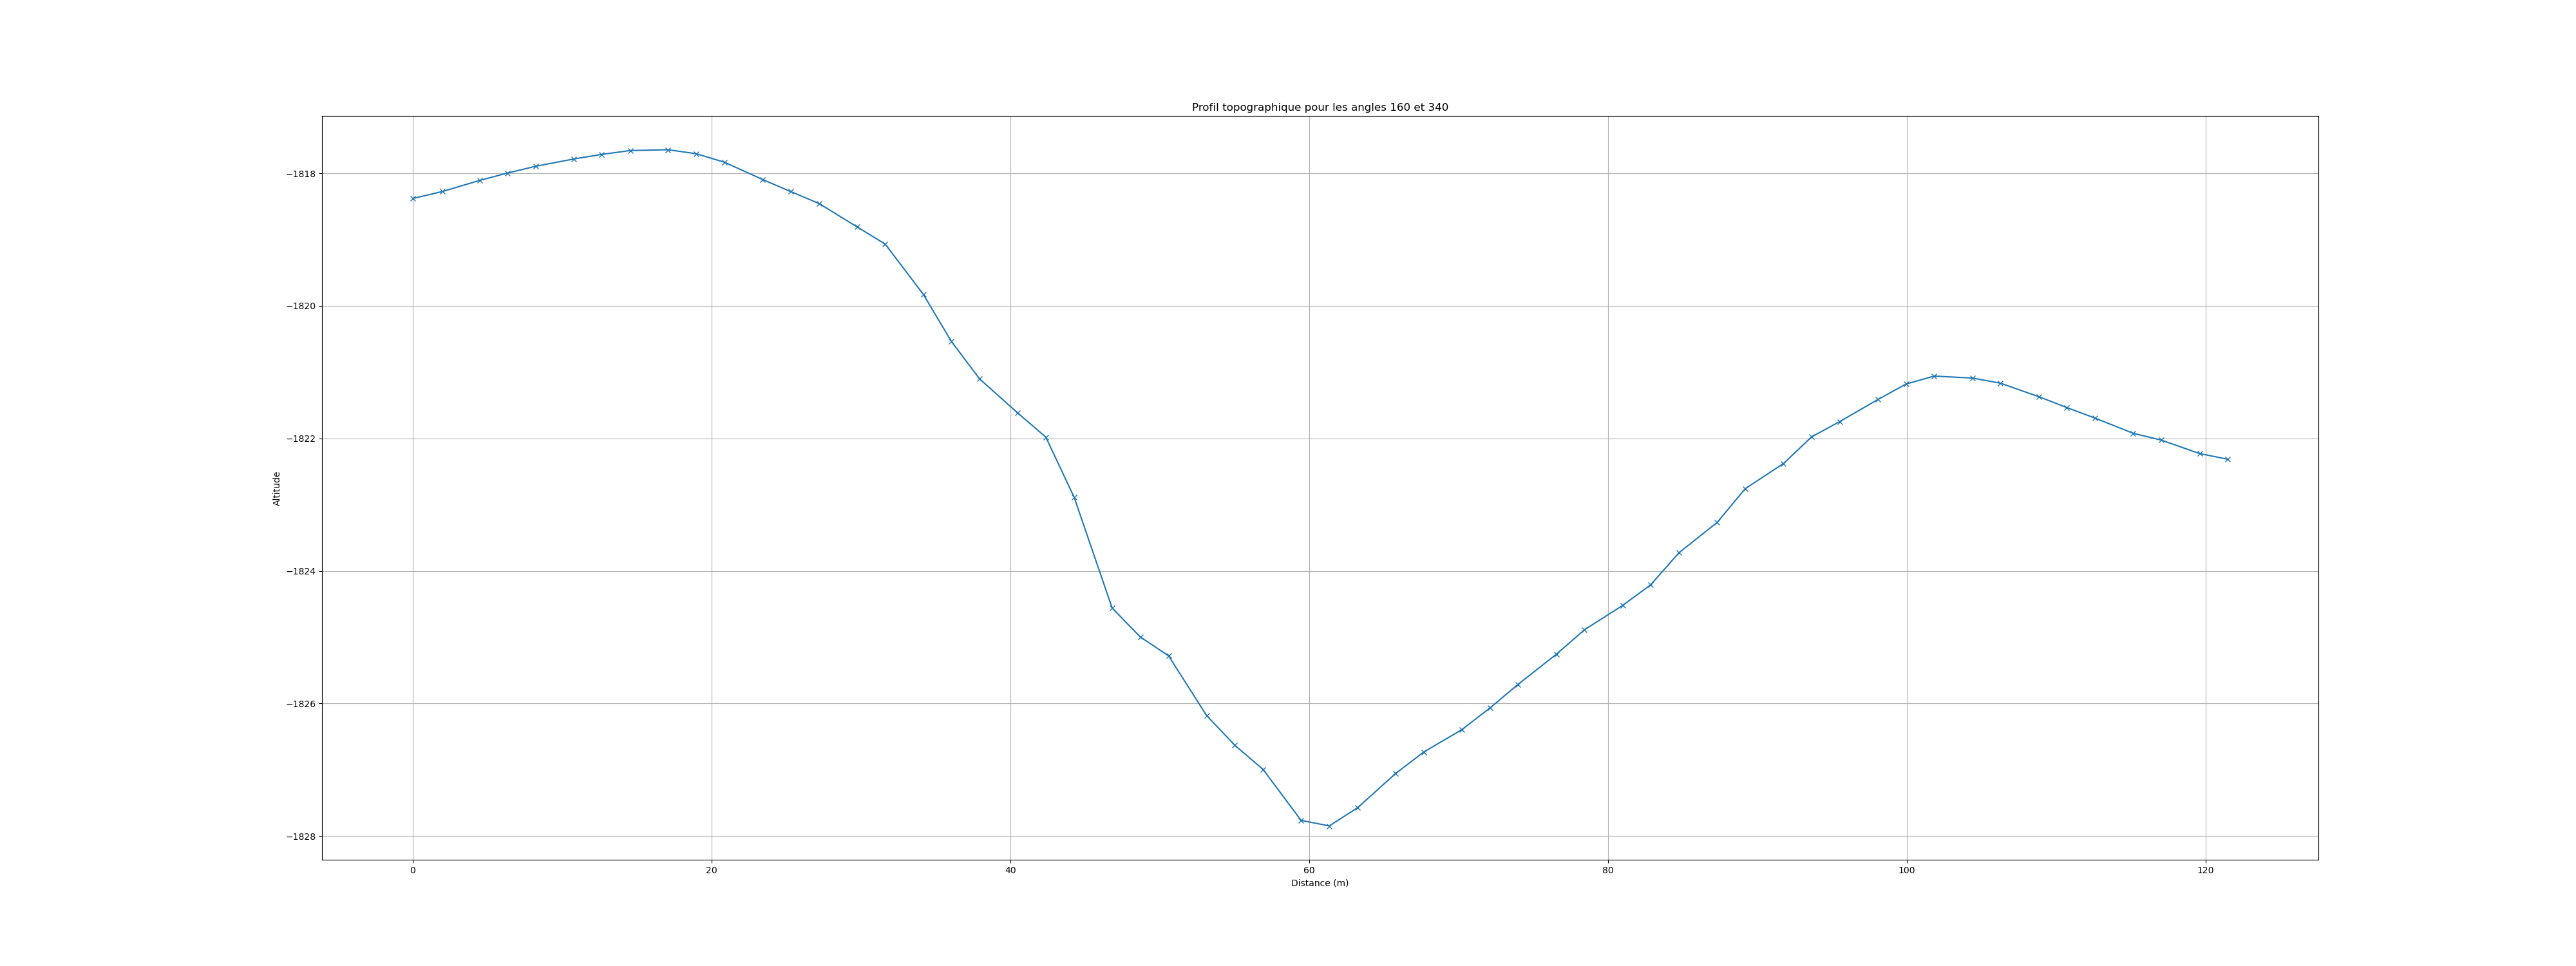 Profil topographique pour les angles 160 et 340
Altitude
−1818
−1820
−1822
−1824
−1826
−1828
0 20 40 60 80 100 120
Distance (m)